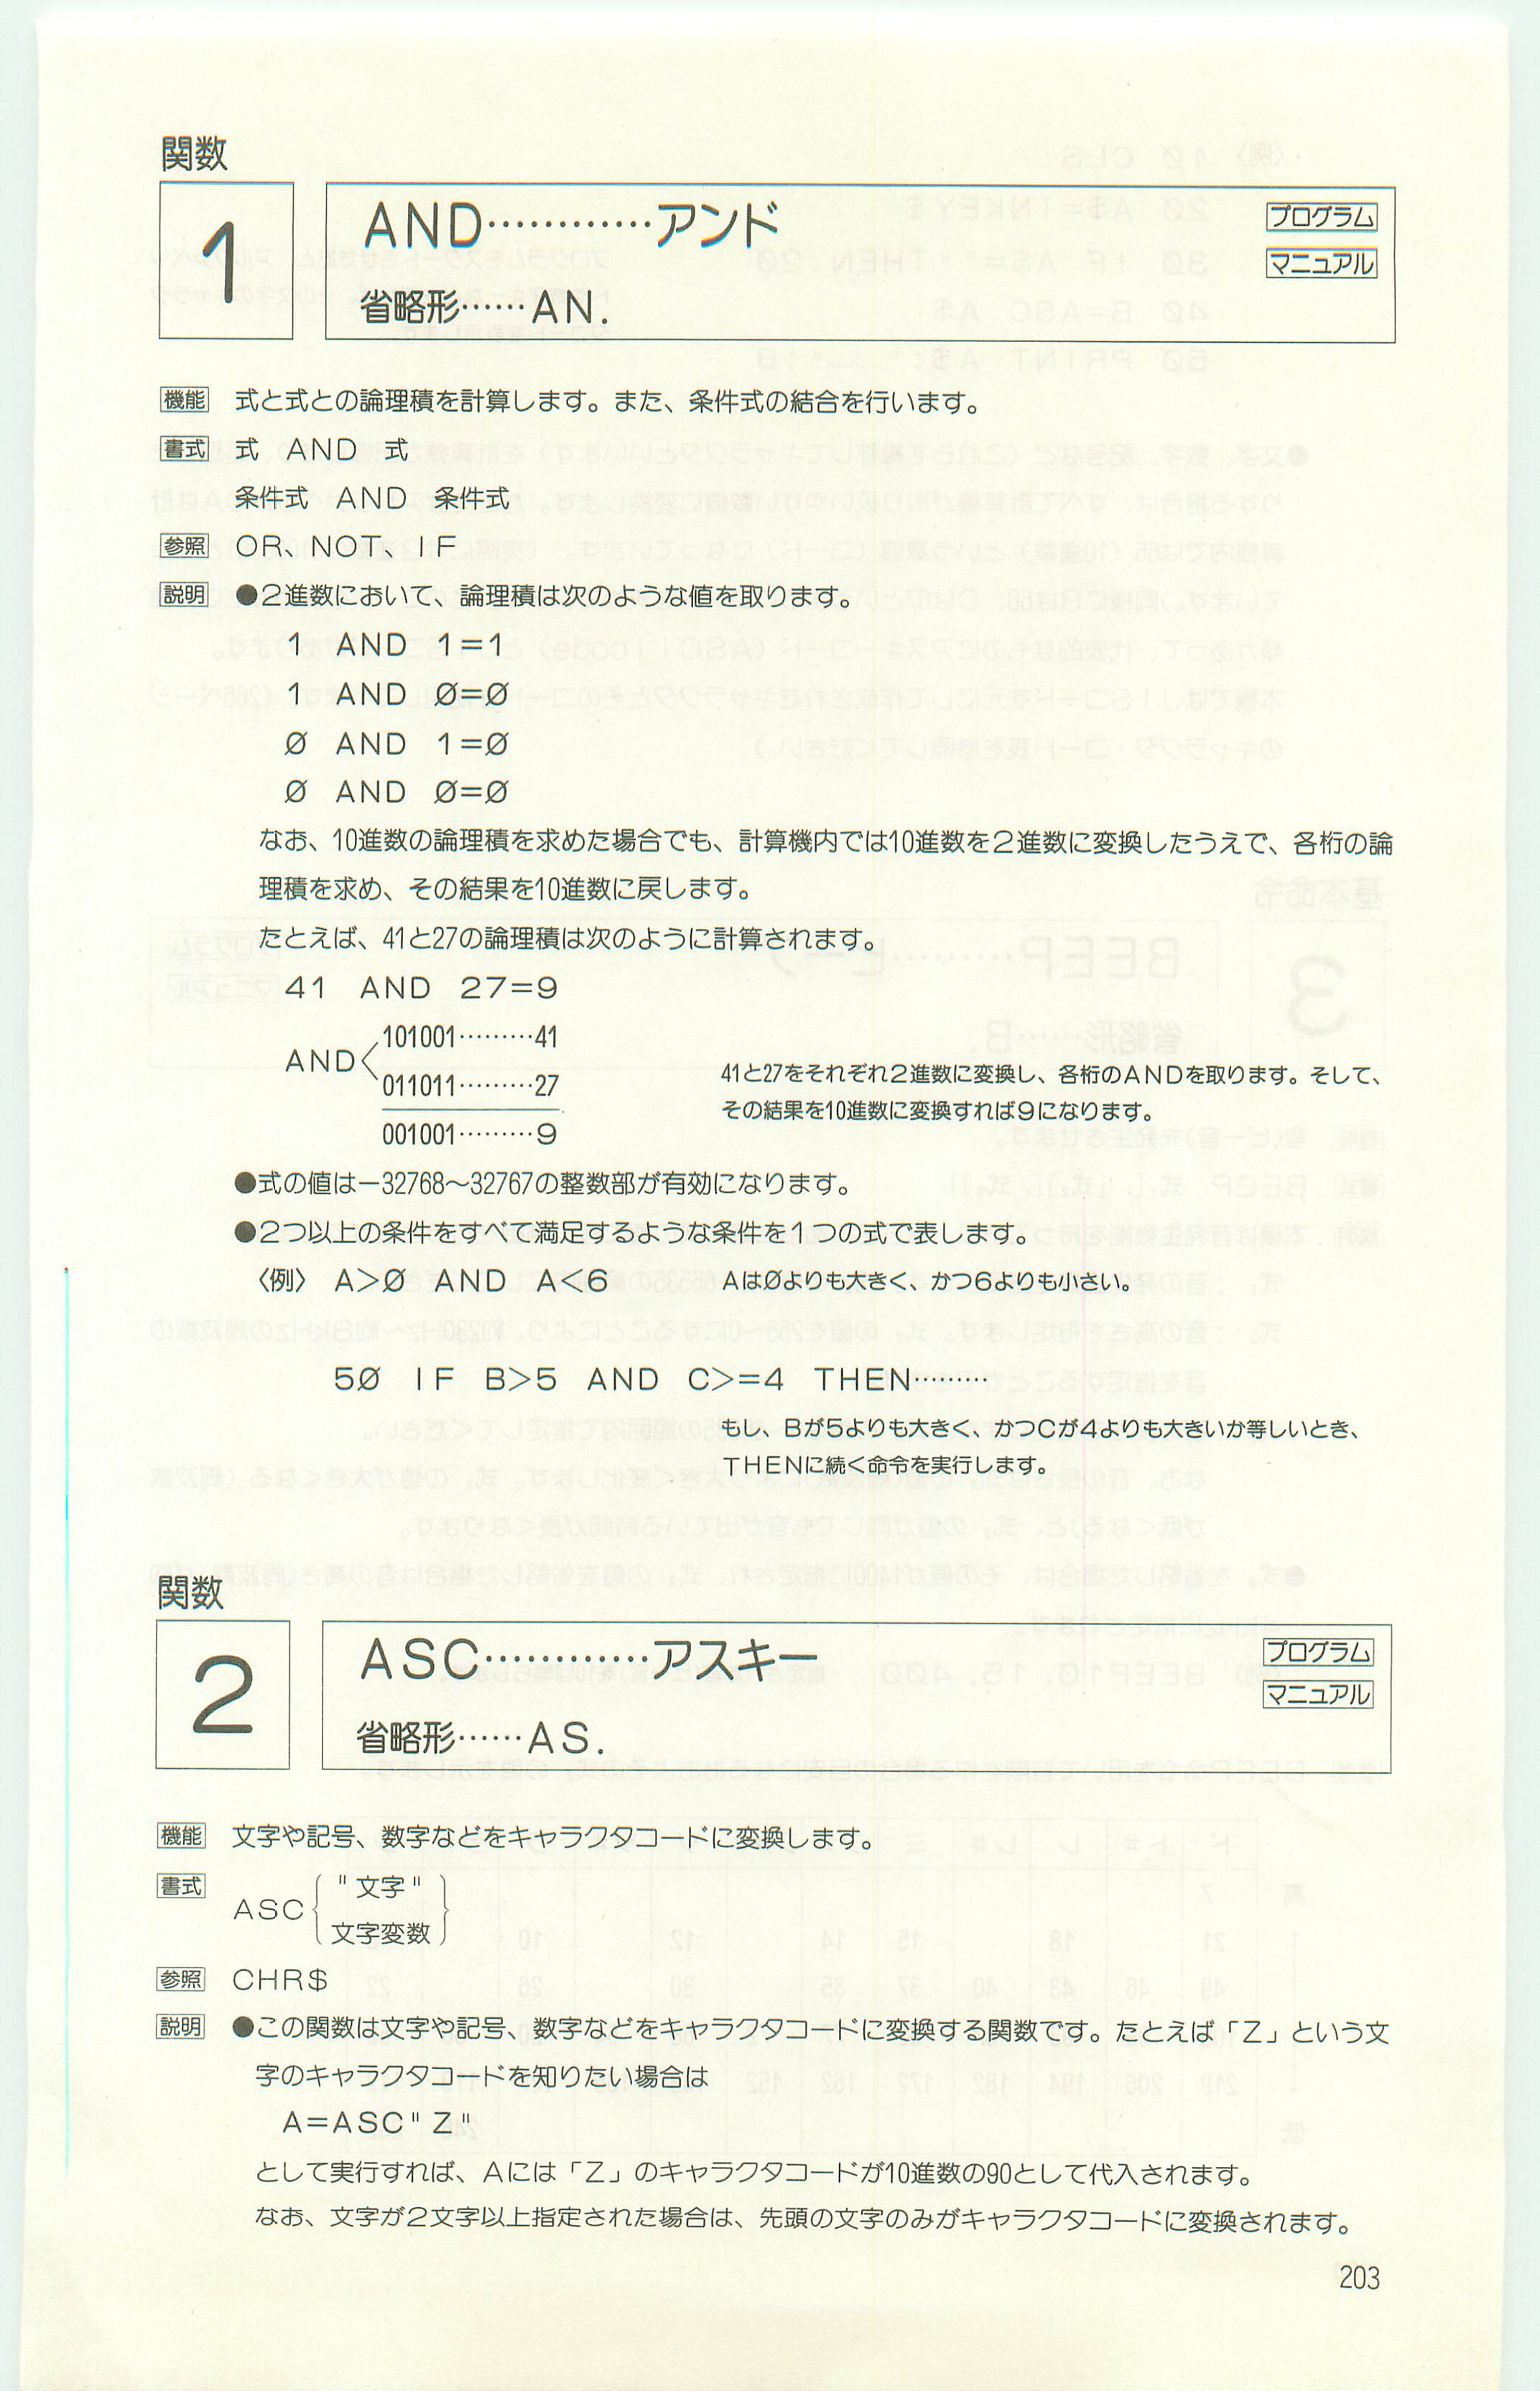 関数
1
AND…………アンド
プログラム
マニュアル
省略形……AN.
機能 式と式との論理積を計算します。また、条件式の結合を行います。
書式 式 AND 式
条件式 AND 条件式
参照 OR、NOT、IF
説明 ●2進数において、論理積は次のような値を取ります。
1 AND 1=1
1 AND Ø=Ø
Ø AND 1=Ø
Ø AND Ø=Ø
なお、10進数の論理積を求めた場合でも、計算機内では10進数を2進数に変換したうえで、各桁の論
理積を求め、その結果を10進数に戻します。
たとえば、41と27の論理積は次のように計算されます。
41 AND 27=9
101001………41
AND
011011………27
001001………9
41と27をそれぞれ2進数に変換し、各桁のANDを取ります。そして、
その結果を10進数に変換すれば9になります。
●式の値は−32768〜32767の整数部が有効になります。
●2つ以上の条件をすべて満足するような条件を1つの式で表します。
〈例〉 A>Ø AND A<6 AはØよりも大きく、かつ6よりも小さい。
5Ø IF B>5 AND C>=4 THEN………
もし、Bが5よりも大きく、かつCが4よりも大きいか等しいとき、
THENに続く命令を実行します。
関数
2
ASC…………アスキー
プログラム
マニュアル
省略形……AS.
機能 文字や記号、数字などをキャラクタコードに変換します。
書式 ASC { "文字"
文字変数 }
参照 CHR$
説明 ●この関数は文字や記号、数字などをキャラクタコードに変換する関数です。たとえば「Z」という文
字のキャラクタコードを知りたい場合は
A=ASC"Z"
として実行すれば、Aには「Z」のキャラクタコードが10進数の90として代入されます。
なお、文字が2文字以上指定された場合は、先頭の文字のみがキャラクタコードに変換されます。
203